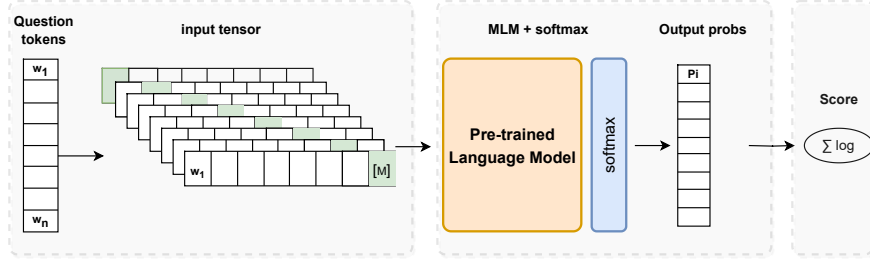 Question
tokens
input tensor
MLM + softmax
Output probs
w1
wn
w1
[M]
Pre-trained
Language Model
softmax
Pi
Score
∑ log